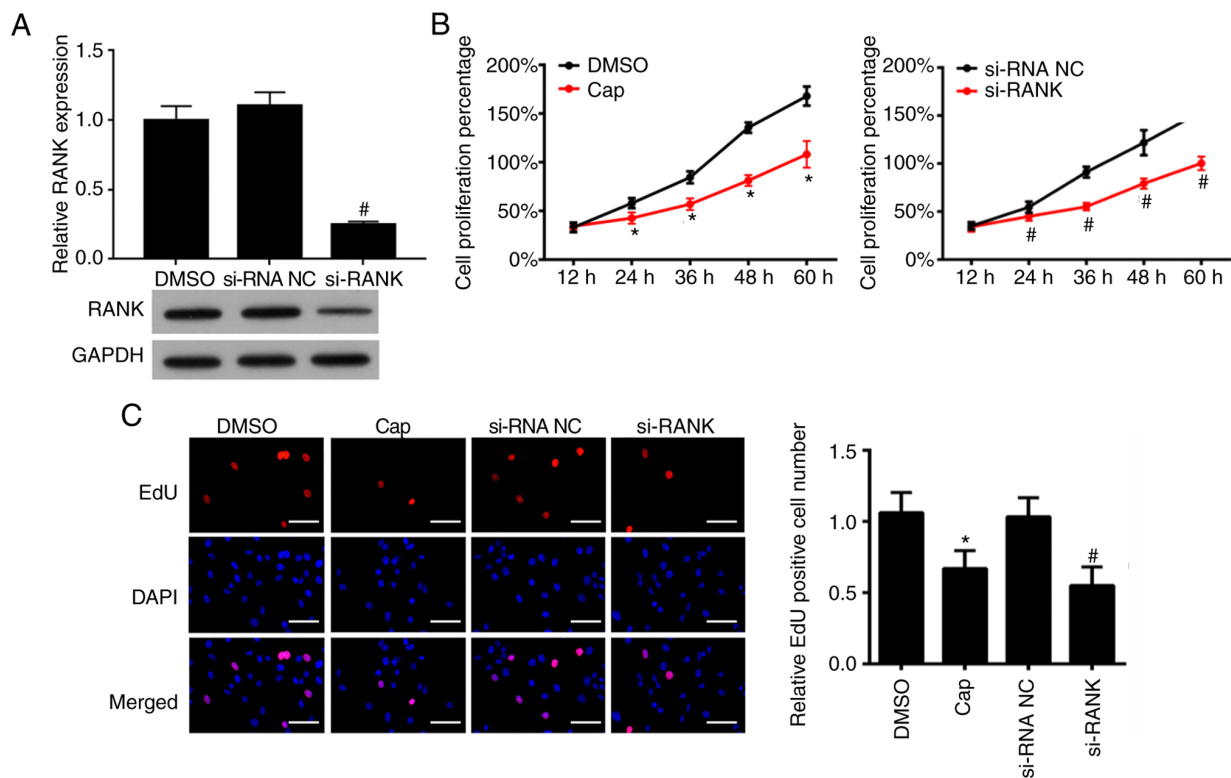 A
Relative RANK expression
1.5
1.0
0.5
0.0
#
DMSO si-RNA NC si-RANK
RANK
GAPDH
B
Cell proliferation percentage
200%
150%
100%
50%
0%
DMSO
Cap
*
*
*
*
12 h 24 h 36 h 48 h 60 h
Cell proliferation percentage
200%
150%
100%
50%
0%
si-RNA NC
si-RANK
#
#
#
#
12 h 24 h 36 h 48 h 60 h
C
DMSO Cap si-RNA NC si-RANK
EdU
DAPI
Merged
Relative EdU positive cell number
1.5
1.0
0.5
0.0
*
#
DMSO
Cap
si-RNA NC
si-RANK